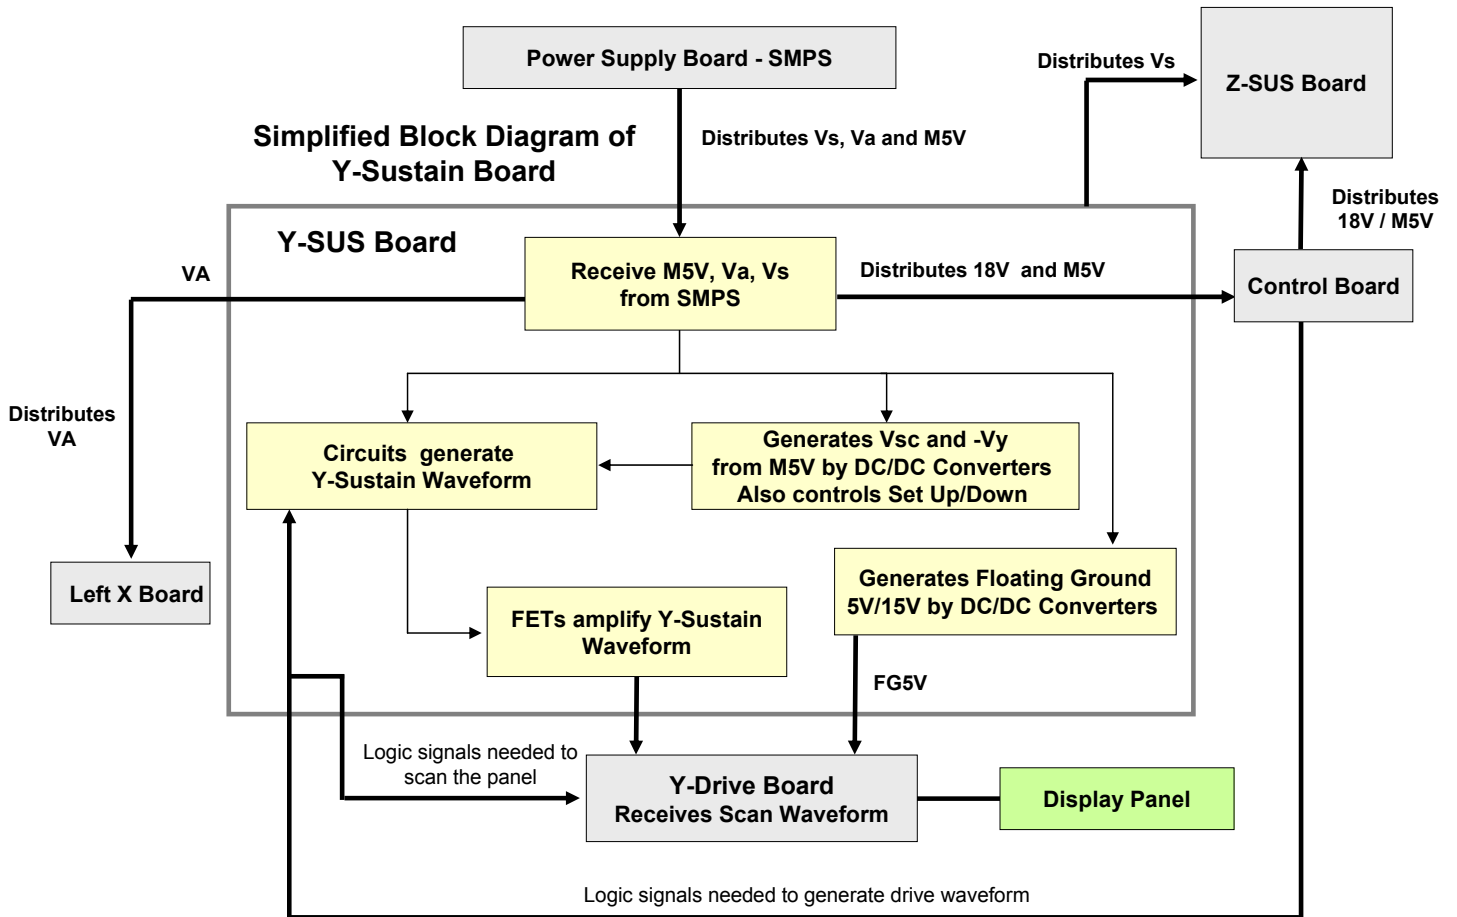 Power Supply Board - SMPS
Distributes Vs
Z-SUS Board
Simplified Block Diagram of
Y-Sustain Board
Distributes Vs, Va and M5V
Distributes
18V / M5V
Y-SUS Board
VA
Receive M5V, Va, Vs
from SMPS
Distributes 18V and M5V
Control Board
Distributes
VA
Circuits generate
Y-Sustain Waveform
Generates Vsc and -Vy
from M5V by DC/DC Converters
Also controls Set Up/Down
Left X Board
FETs amplify Y-Sustain
Waveform
Generates Floating Ground
5V/15V by DC/DC Converters
FG5V
Logic signals needed to
scan the panel
Y-Drive Board
Receives Scan Waveform
Display Panel
Logic signals needed to generate drive waveform